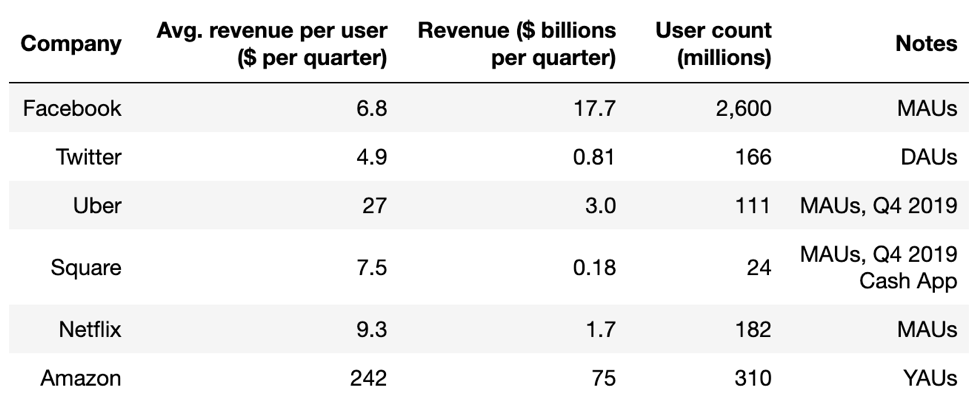 Company Avg. revenue per user ($ per quarter) Revenue ($ billions per quarter) User count (millions) Notes
Facebook 6.8 17.7 2,600 MAUs
Twitter 4.9 0.81 166 DAUs
Uber 27 3.0 111 MAUs, Q4 2019
Square 7.5 0.18 24 MAUs, Q4 2019 Cash App
Netflix 9.3 1.7 182 MAUs
Amazon 242 75 310 YAUs